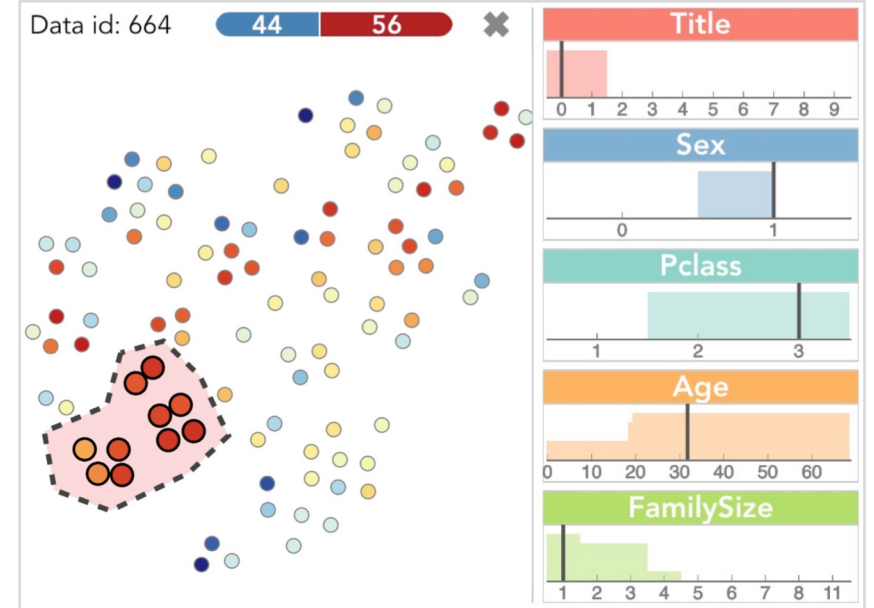 Data id: 664
44 56
Title
0 1 2 3 4 5 6 7 8 9
Sex
0 1
Pclass
1 2 3
Age
0 10 20 30 40 50 60
FamilySize
1 2 3 4 5 6 7 8 11